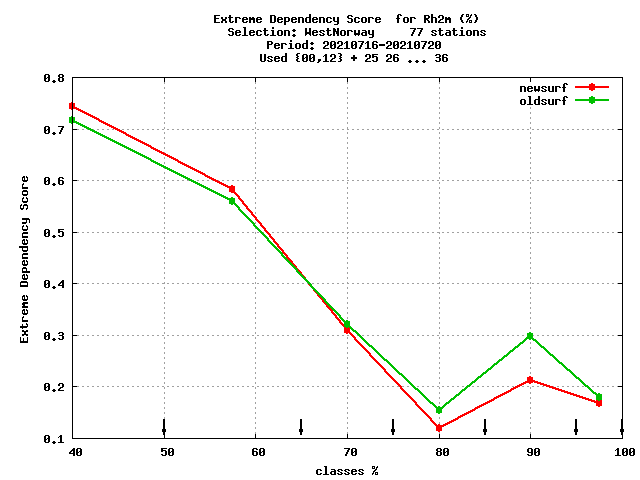 Extreme Dependency Score  for Rh2m (%)
Selection: WestNorway     77 stations
Period: 20210716-20210720
Used {00,12} + 25 26 ... 36
newsurf
oldsurf
Extreme Dependency Score
0.8
0.7
0.6
0.5
0.4
0.3
0.2
0.1
40 50 60 70 80 90 100
classes %